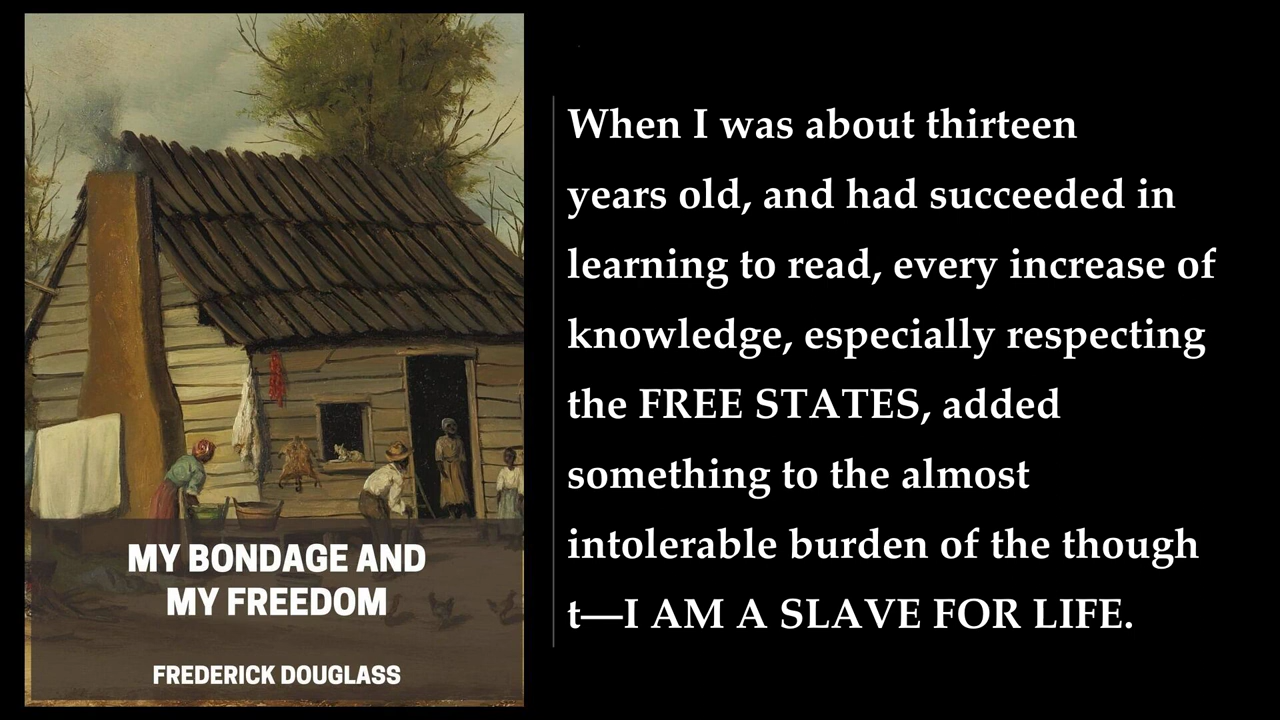 MY BONDAGE AND
MY FREEDOM
FREDERICK DOUGLASS
When I was about thirteen
years old, and had succeeded in
learning to read, every increase of
knowledge, especially respecting
the FREE STATES, added
something to the almost
intolerable burden of the though
t—I AM A SLAVE FOR LIFE.